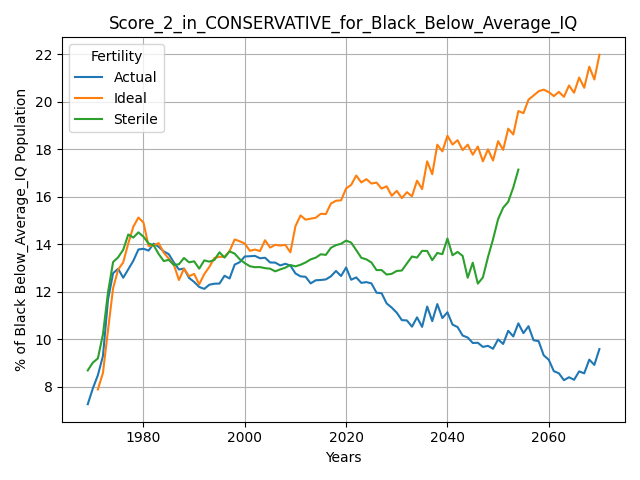 Score_2_in_CONSERVATIVE_for_Black_Below_Average_IQ
Fertility
Actual
Ideal
Sterile
% of Black Below_Average_IQ Population
22
20
18
16
14
12
10
8
1980 2000 2020 2040 2060
Years